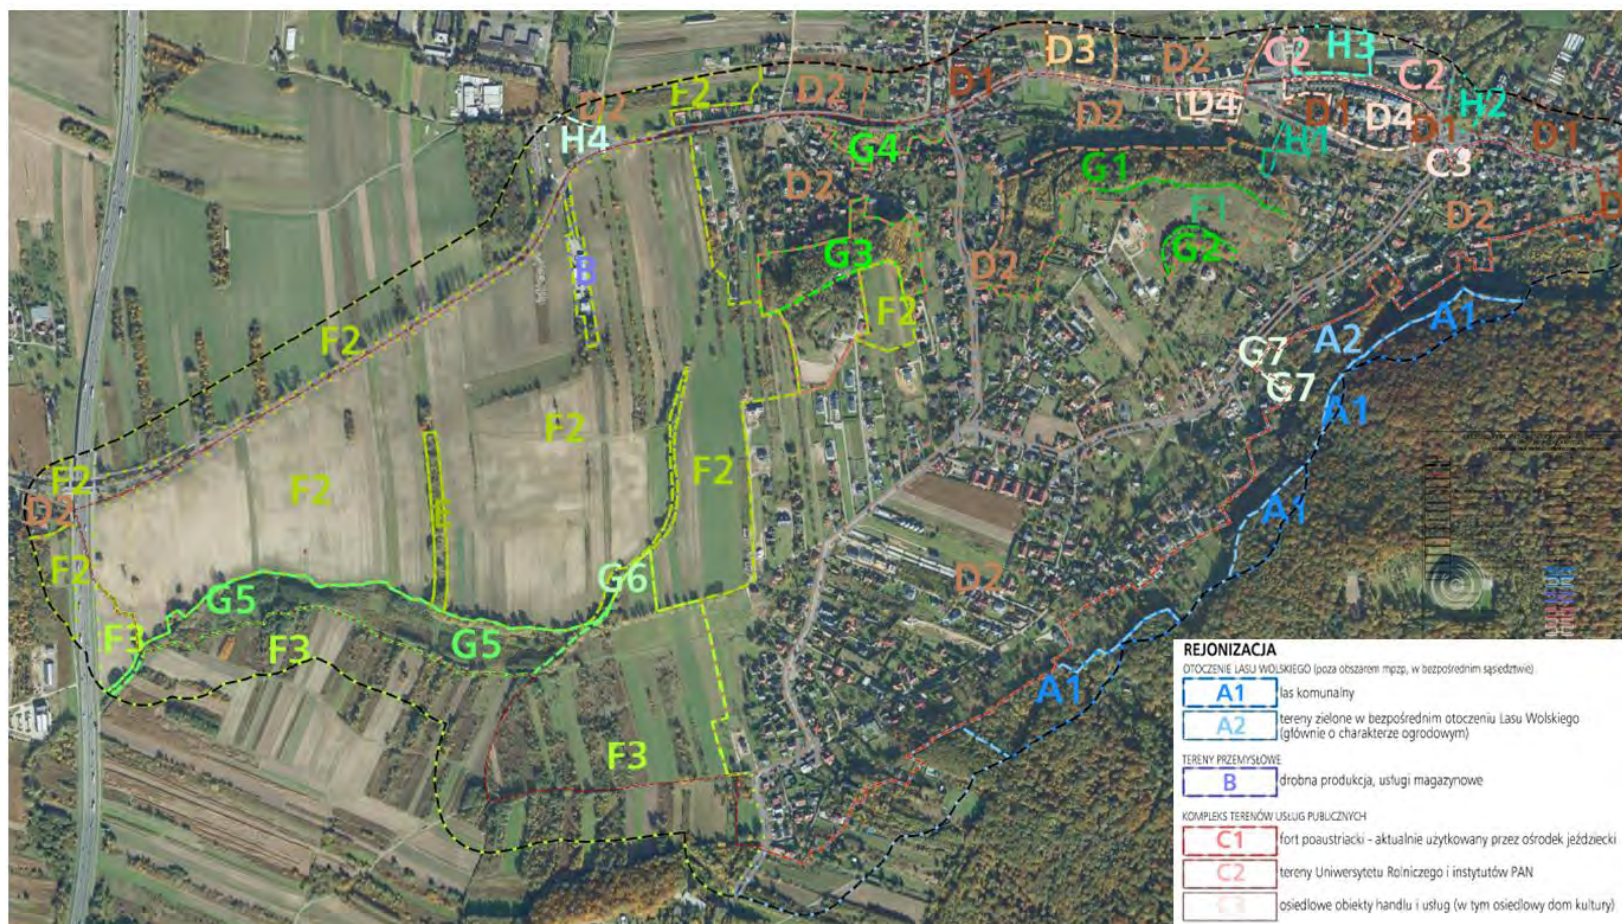 D3
D2
C2
H3
C2
F2
D2
D2
D1
D2
D4
D1
D4
H2
H4
G4
D1
D1
G1
H1
C3
D2
F1
D2
B
G3
G2
D2
F2
F2
A1
A2
G7
G7
A1
F2
F2
F2
F2
D2
A1
F2
G6
D2
G5
F3
F3
G5
A1
F3
REJONIZACJA
OTOCZENIE LASU WOLSKIEGO (poza obszarem mpzp, w bezpośrednim sąsiedztwie)
A1 las komunalny
A2 tereny zielone w bezpośrednim otoczeniu Lasu Wolskiego
(głównie o charakterze ogrodowym)
TERENY PRZEMYSŁOWE
B drobna produkcja, usługi magazynowe
KOMPLEKS TERENÓW USŁUG PUBLICZNYCH
C1 fort poaustriacki - aktualnie użytkowany przez ośrodek jeździecki
C2 tereny Uniwersytetu Rolniczego i instytutów PAN
C3 osiedlowe obiekty handlu i usług (w tym osiedlowy dom kultury)